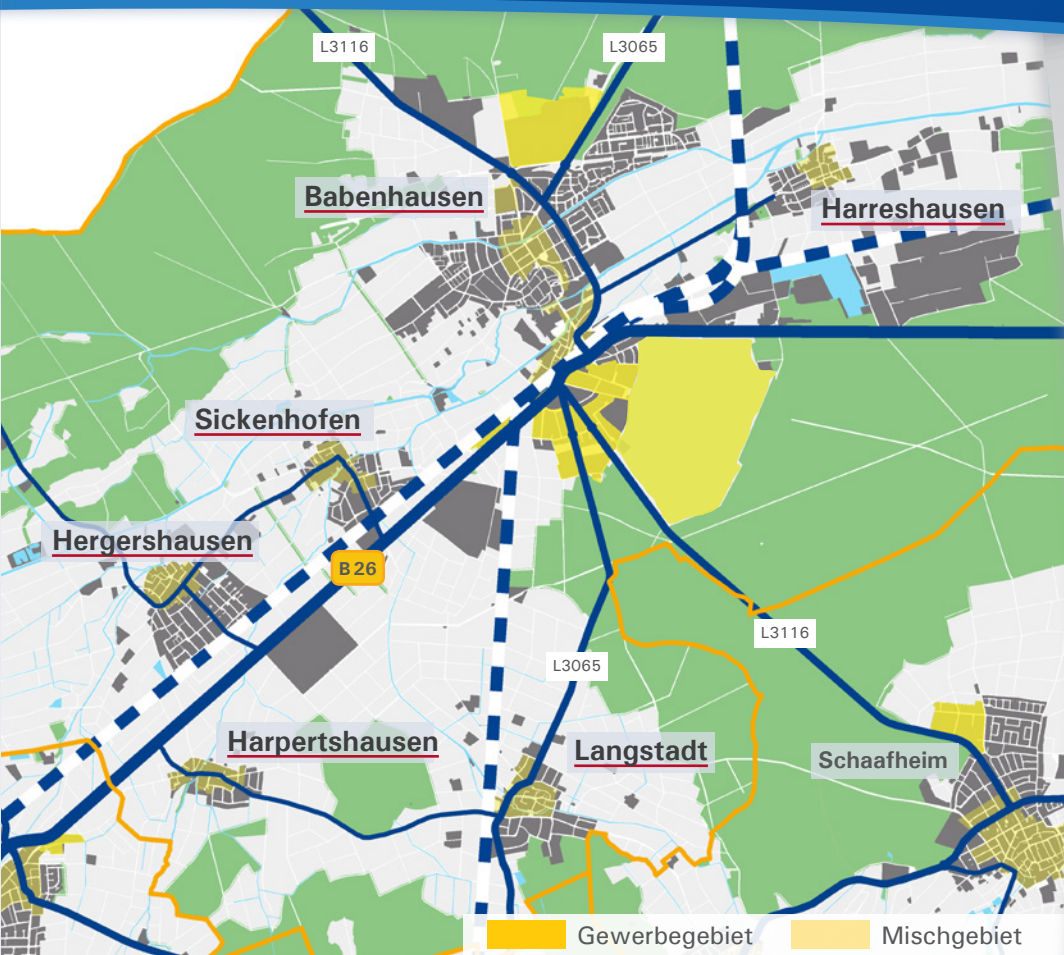 L3116
L3065
Babenhausen
Harreshausen
Sickenhofen
Hergershausen
B 26
L3116
L3065
Harpertshausen
Langstadt
Schaafheim
Gewerbegebiet
Mischgebiet